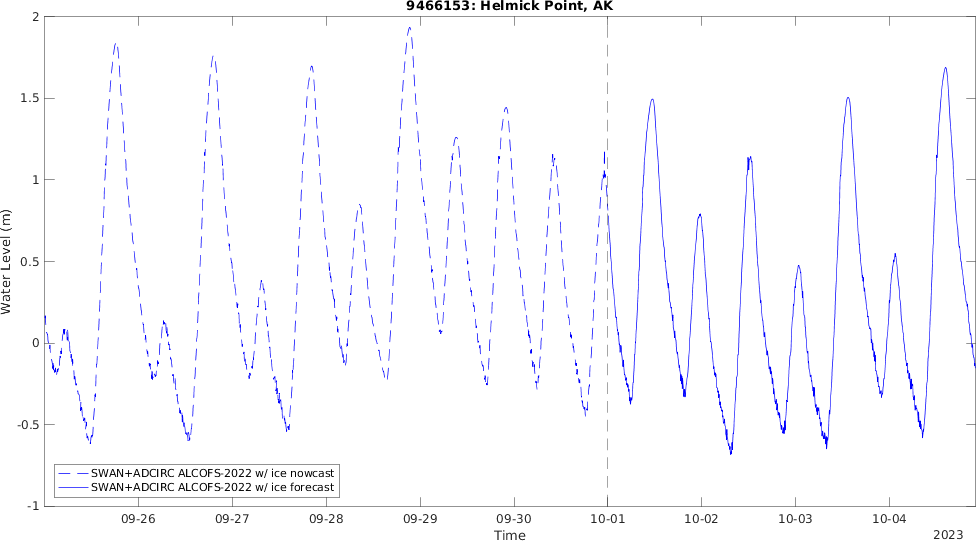 9466153: Helmick Point, AK
2
1.5
1
0.5
0
-0.5
-1
Water Level (m)
SWAN+ADCIRC ALCOFS-2022 w/ ice nowcast
SWAN+ADCIRC ALCOFS-2022 w/ ice forecast
09-26 09-27 09-28 09-29 09-30 10-01 10-02 10-03 10-04
Time
2023